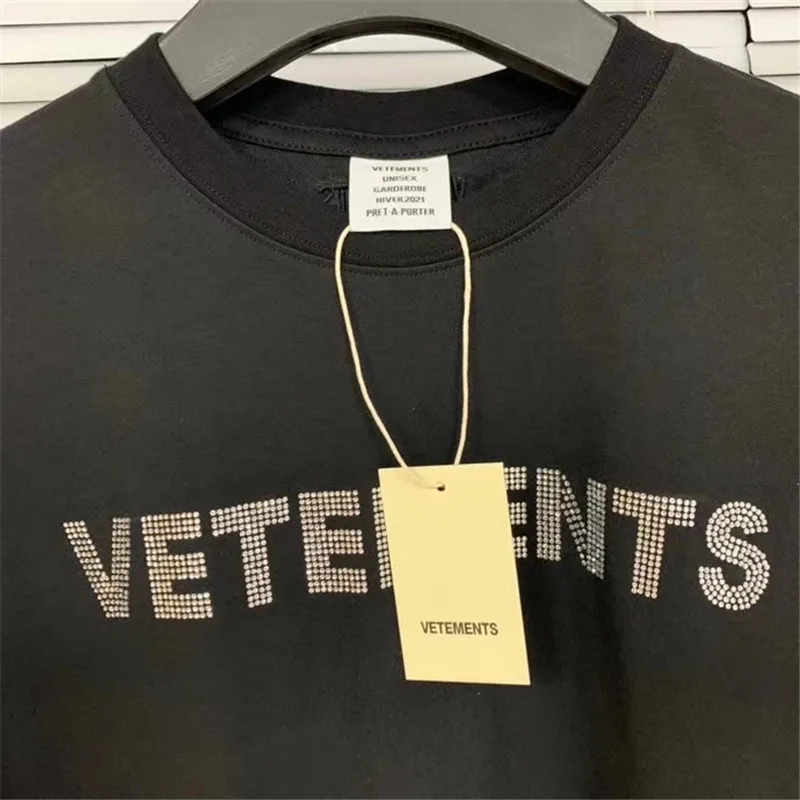 VETEMENTS
UNISEX
GARDEROBE
HIVER 2021
PRET-A-PORTER
VETEMENTS
VETEMENTS